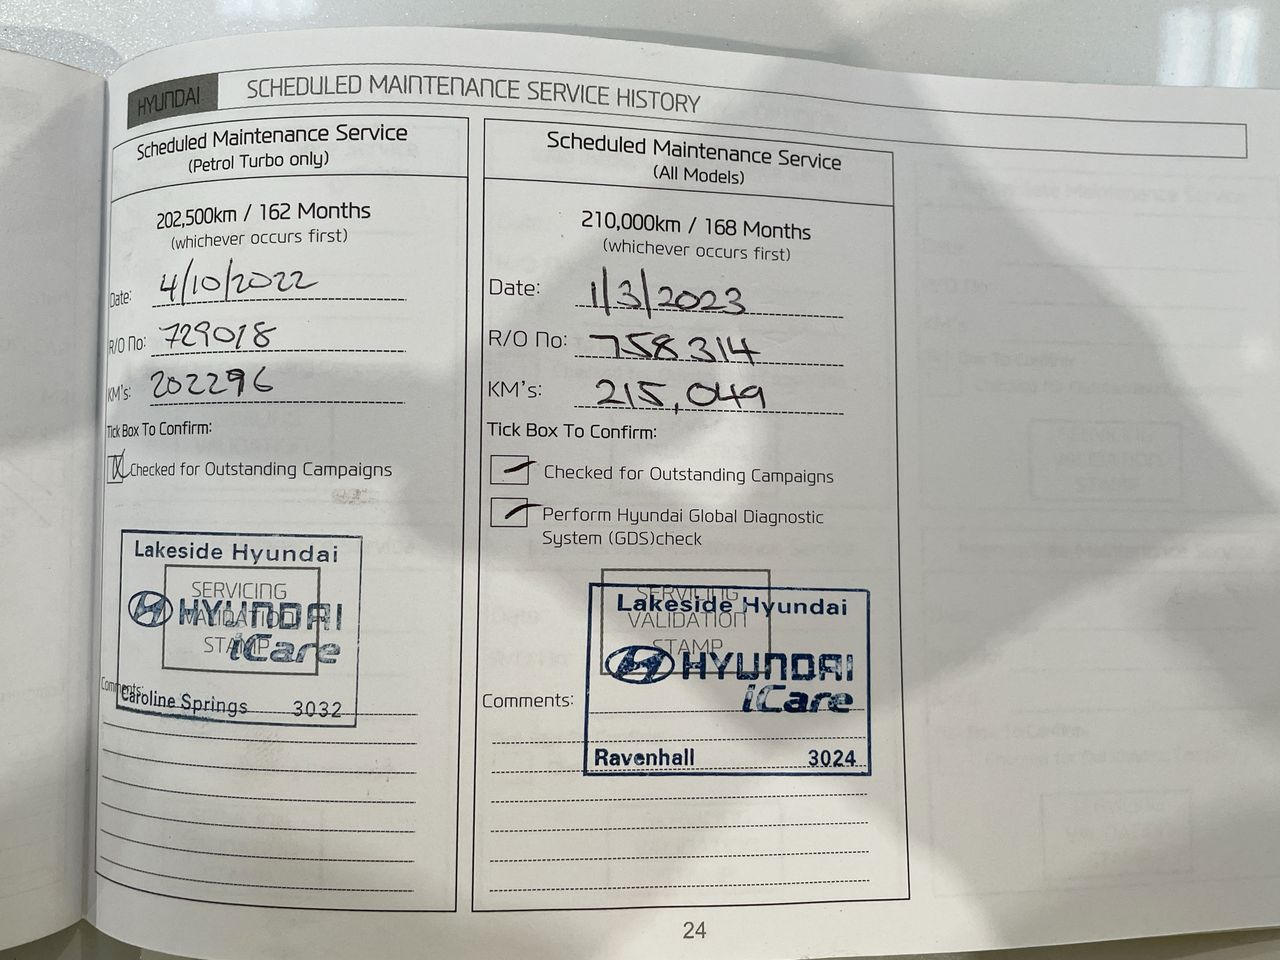 HYUNDAI
SCHEDULED MAINTENANCE SERVICE HISTORY
Scheduled Maintenance Service
(Petrol Turbo only)
202,500km / 162 Months
(whichever occurs first)
Date: 4/10/2022
R/O No: 729018
KM's: 202296
Tick Box To Confirm:
Checked for Outstanding Campaigns
Lakeside Hyundai
SERVICING
VALIDATION
STAMP
HYUNDAI
iCare
Comments:
Caroline Springs 3032
Scheduled Maintenance Service
(All Models)
210,000km / 168 Months
(whichever occurs first)
Date: 1/3/2023
R/O No: 758314
KM's: 215,049
Tick Box To Confirm:
Checked for Outstanding Campaigns
Perform Hyundai Global Diagnostic
System (GDS)check
SERVICING
VALIDATION
STAMP
Lakeside Hyundai
HYUNDAI
iCare
Comments:
Ravenhall 3024
24